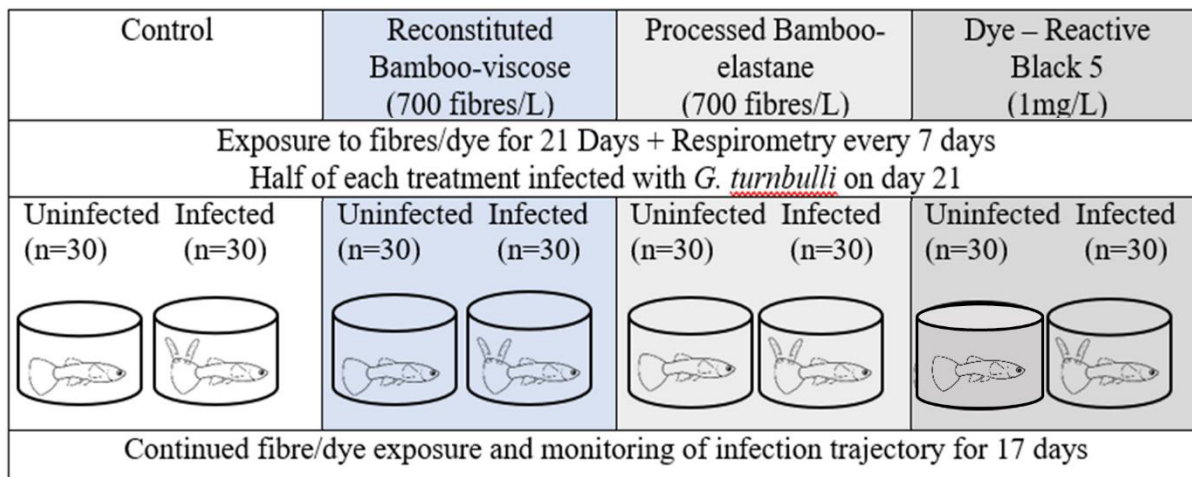 Control
Reconstituted
Bamboo-viscose
(700 fibres/L)
Processed Bamboo-
elastane
(700 fibres/L)
Dye – Reactive
Black 5
(1mg/L)
Exposure to fibres/dye for 21 Days + Respirometry every 7 days
Half of each treatment infected with G. turnbulli on day 21
Uninfected Infected
(n=30) (n=30)
Uninfected Infected
(n=30) (n=30)
Uninfected Infected
(n=30) (n=30)
Uninfected Infected
(n=30) (n=30)
Continued fibre/dye exposure and monitoring of infection trajectory for 17 days